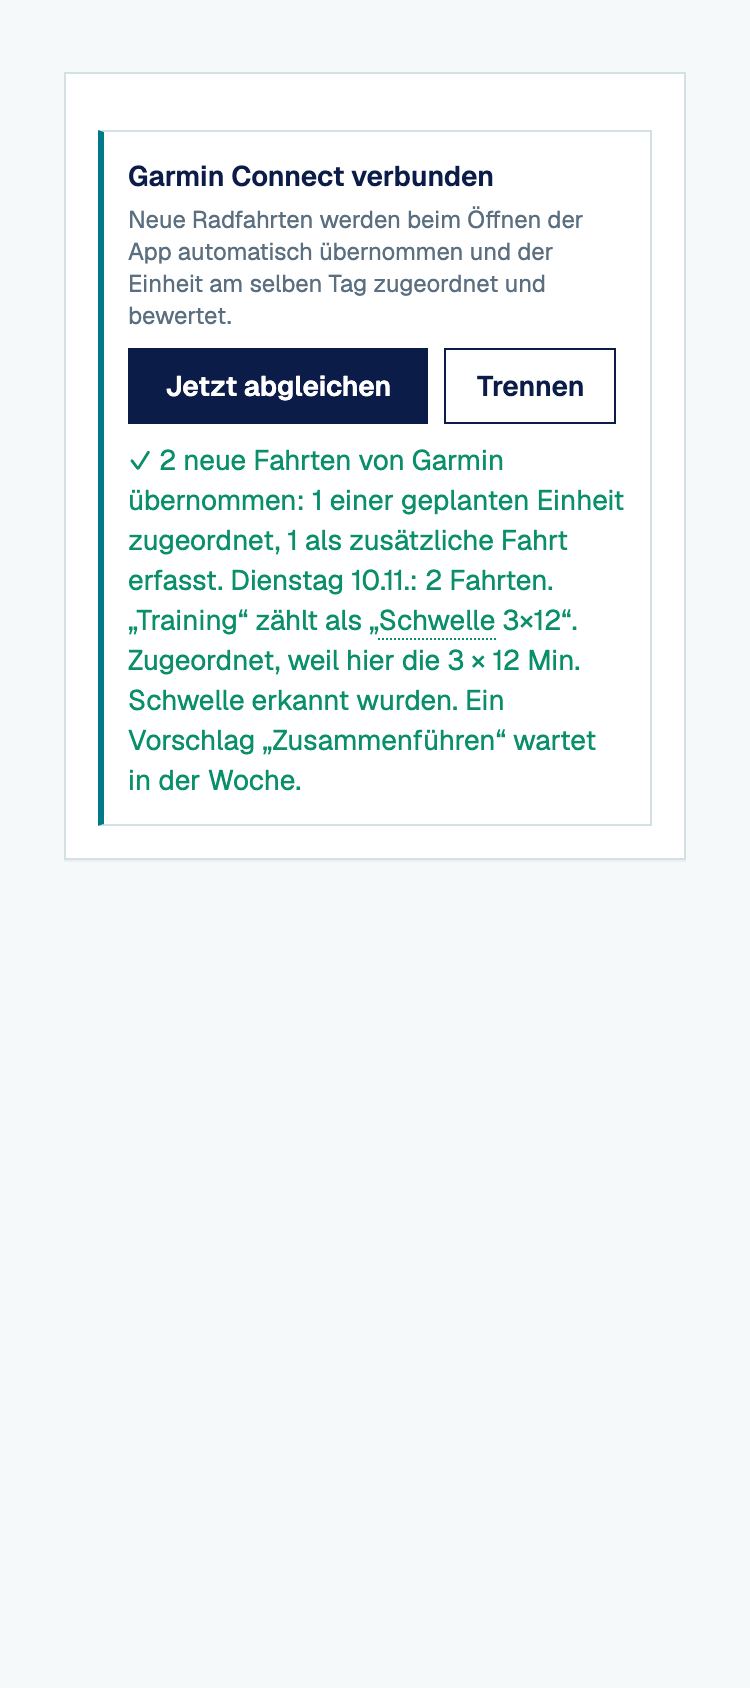 Garmin Connect verbunden
Neue Radfahrten werden beim Öffnen der
App automatisch übernommen und der
Einheit am selben Tag zugeordnet und
bewertet.
Jetzt abgleichen
Trennen
✓ 2 neue Fahrten von Garmin
übernommen: 1 einer geplanten Einheit
zugeordnet, 1 als zusätzliche Fahrt
erfasst. Dienstag 10.11.: 2 Fahrten.
„Training“ zählt als „Schwelle 3×12“.
Zugeordnet, weil hier die 3 × 12 Min.
Schwelle erkannt wurden. Ein
Vorschlag „Zusammenführen“ wartet
in der Woche.